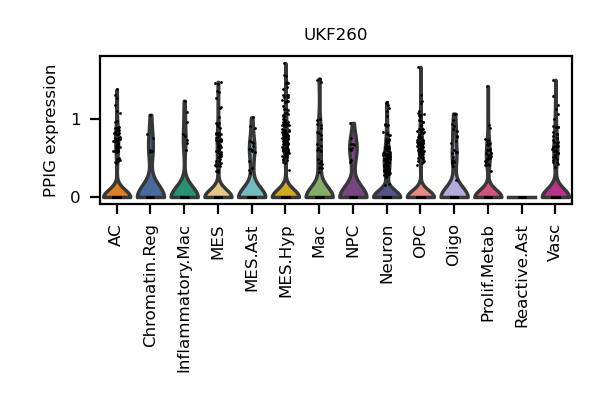 UKF260
PPIG expression
1
0
AC
Chromatin.Reg
Inflammatory.Mac
MES
MES.Ast
MES.Hyp
Mac
NPC
Neuron
OPC
Oligo
Prolif.Metab
Reactive.Ast
Vasc